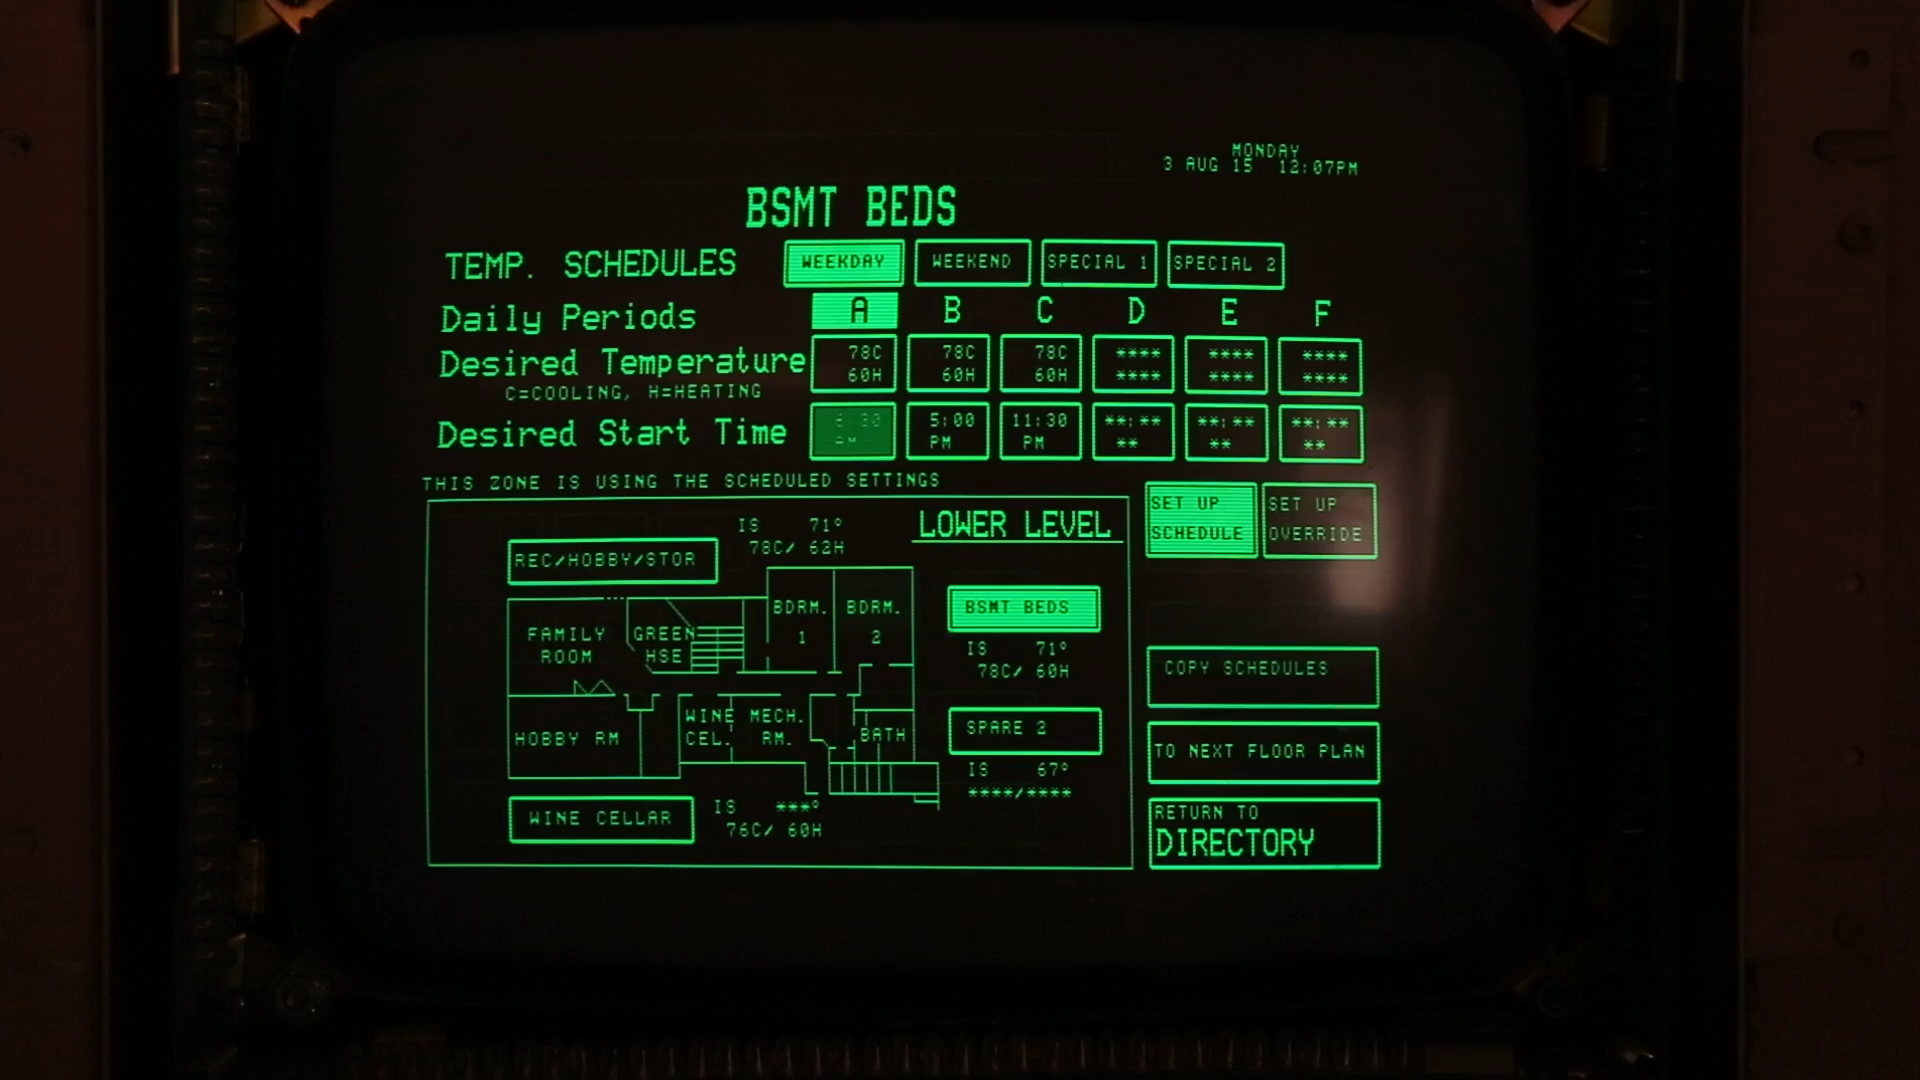 MONDAY
3 AUG 15 12:07PM
BSMT BEDS
TEMP. SCHEDULES WEEKDAY WEEKEND SPECIAL 1 SPECIAL 2
Daily Periods A B C D E F
Desired Temperature 78C 78C 78C **** **** ****
60H 60H 60H **** **** ****
C=COOLING, H=HEATING
Desired Start Time 5:00 11:30 **:** **:** **:**
PM PM ** ** **
THIS ZONE IS USING THE SCHEDULED SETTINGS
SET UP SCHEDULE
SET UP OVERRIDE
LOWER LEVEL
IS 71°
78C/ 62H
REC/HOBBY/STOR
BDRM. 1
BDRM. 2
BSMT BEDS
IS 71°
78C/ 60H
FAMILY ROOM
GREEN HSE
WINE CEL.
MECH. RM.
HOBBY RM
BATH
SPARE 2
IS 67°
****/****
WINE CELLAR
IS ***°
76C/ 60H
COPY SCHEDULES
TO NEXT FLOOR PLAN
RETURN TO
DIRECTORY